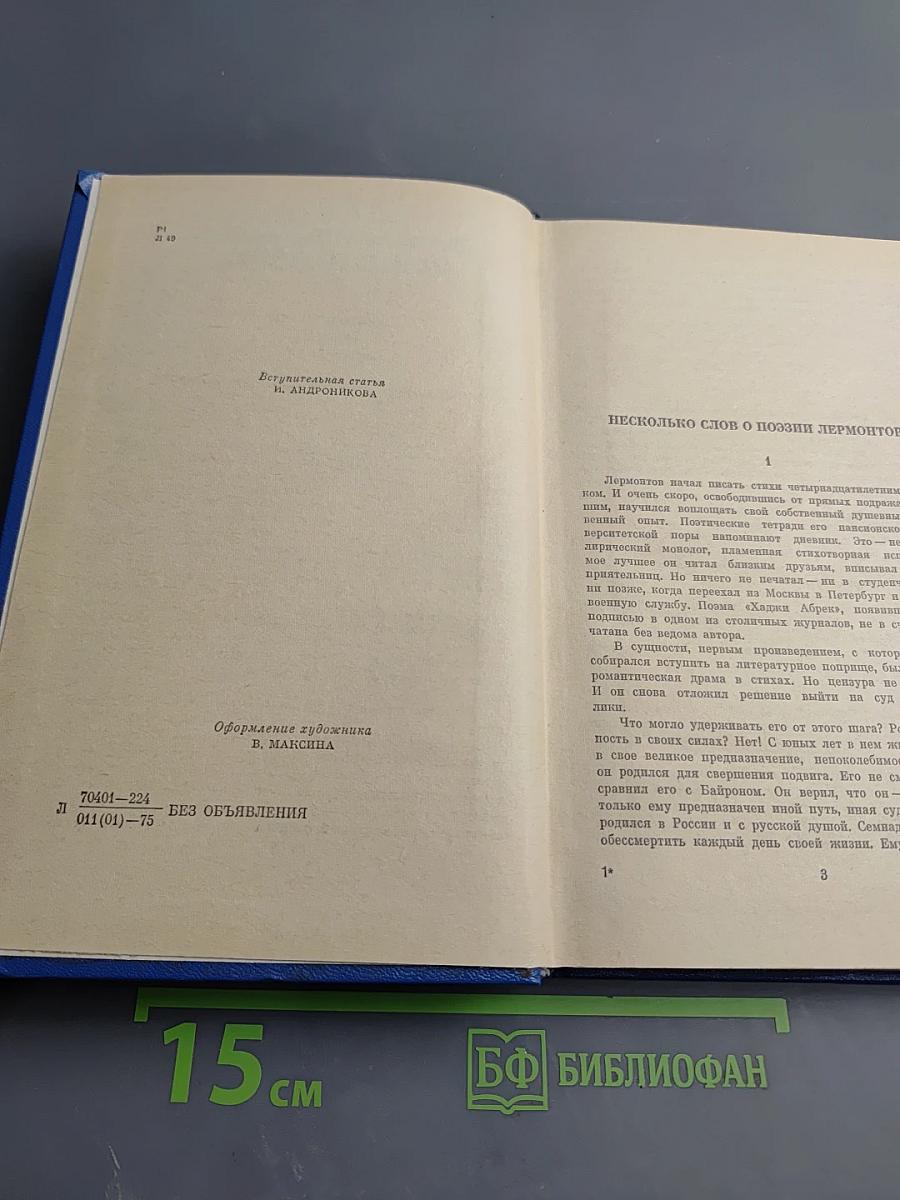 Р1
Л 49
Вступительная статья
И. АНДРОНИКОВА
Оформление художника
В. МАКСИНА
Л 70401—224
011(01)—75 БЕЗ ОБЪЯВЛЕНИЯ
НЕСКОЛЬКО СЛОВ О ПОЭЗИИ ЛЕРМОНТОВ
1
Лермонтов начал писать стихи четырнадцатилетним
ком. И очень скоро, освободившись от прямых подража
шим, научился воплощать свой собственный душевны
венный опыт. Поэтические тетради его пансионско
верситетской поры напоминают дневник. Это — не
лирический монолог, пламенная стихотворная исп
мое лучшее он читал близким друзьям, вписывал
приятельниц. Но ничего не печатал — ни в студенч
ни позже, когда переехал из Москвы в Петербург и
военную службу. Поэма «Хаджи Абрек», появивш
подписью в одном из столичных журналов, не в сч
чатана без ведома автора.
В сущности, первым произведением, с котор
собирался вступить на литературное поприще, был
романтическая драма в стихах. Но цензура не
И он снова отложил решение выйти на суд
лики.
Что могло удерживать его от этого шага? Ро
ность в своих силах? Нет! С юных лет в нем жи
в свое великое предназначение, непоколебимое
он родился для свершения подвига. Его не см
сравнил его с Байроном. Он верил, что он —
только ему предназначен иной путь, иная суд
родился в России и с русской душой. Семнад
обессмертить каждый день своей жизни. Ему
1*
3
15 см
БФ БИБЛИОФАН